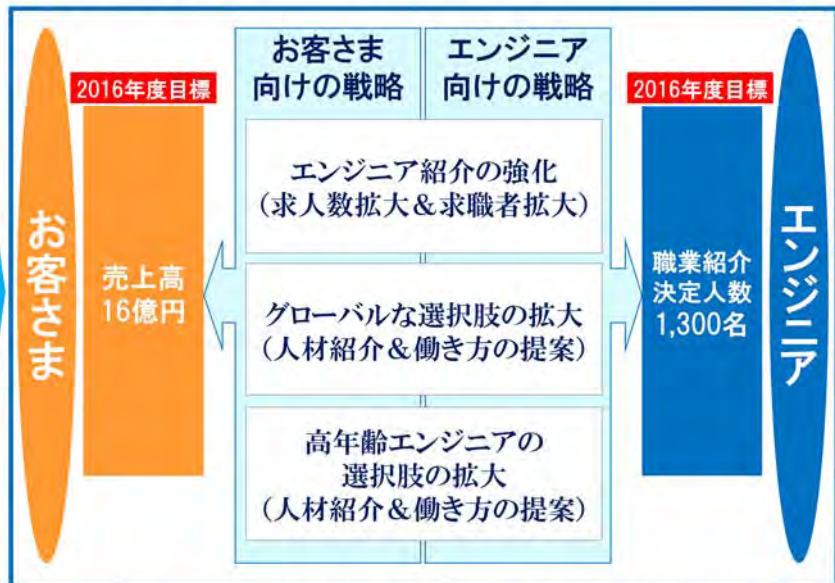 お客さま
2016年度目標
売上高
16億円
お客さま
向けの戦略
エンジニア
向けの戦略
エンジニア紹介の強化
(求人数拡大&求職者拡大)
グローバルな選択肢の拡大
(人材紹介&働き方の提案)
高年齢エンジニアの
選択肢の拡大
(人材紹介&働き方の提案)
2016年度目標
職業紹介
決定人数
1,300名
エンジニア